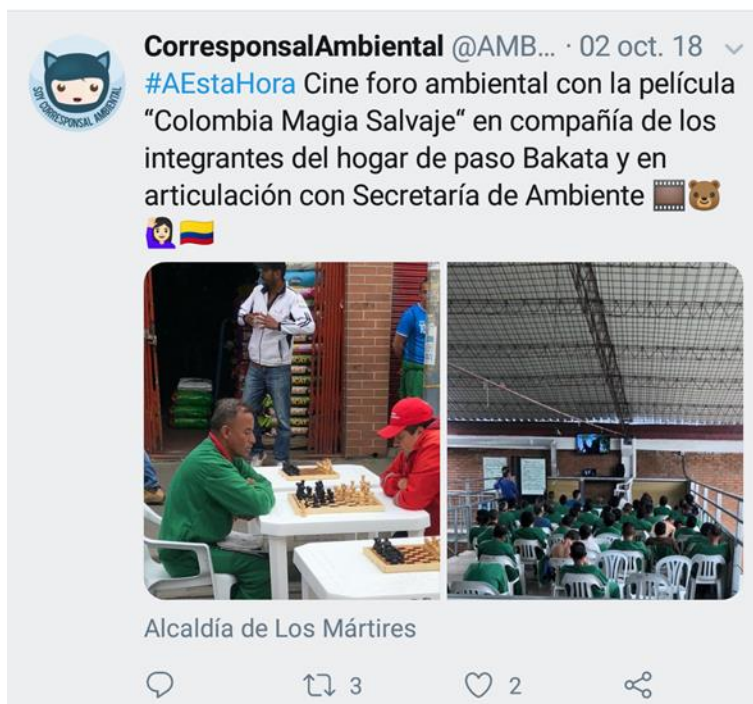 CorresponsalAmbiental @AMB... · 02 oct. 18
#AEstaHora Cine foro ambiental con la película
“Colombia Magia Salvaje“ en compañía de los
integrantes del hogar de paso Bakata y en
articulación con Secretaría de Ambiente 🎞️🐻
🙋🏻‍♀️🇨🇴
SOY CORRESPONSAL AMBIENTAL
Alcaldía de Los Mártires
3
2